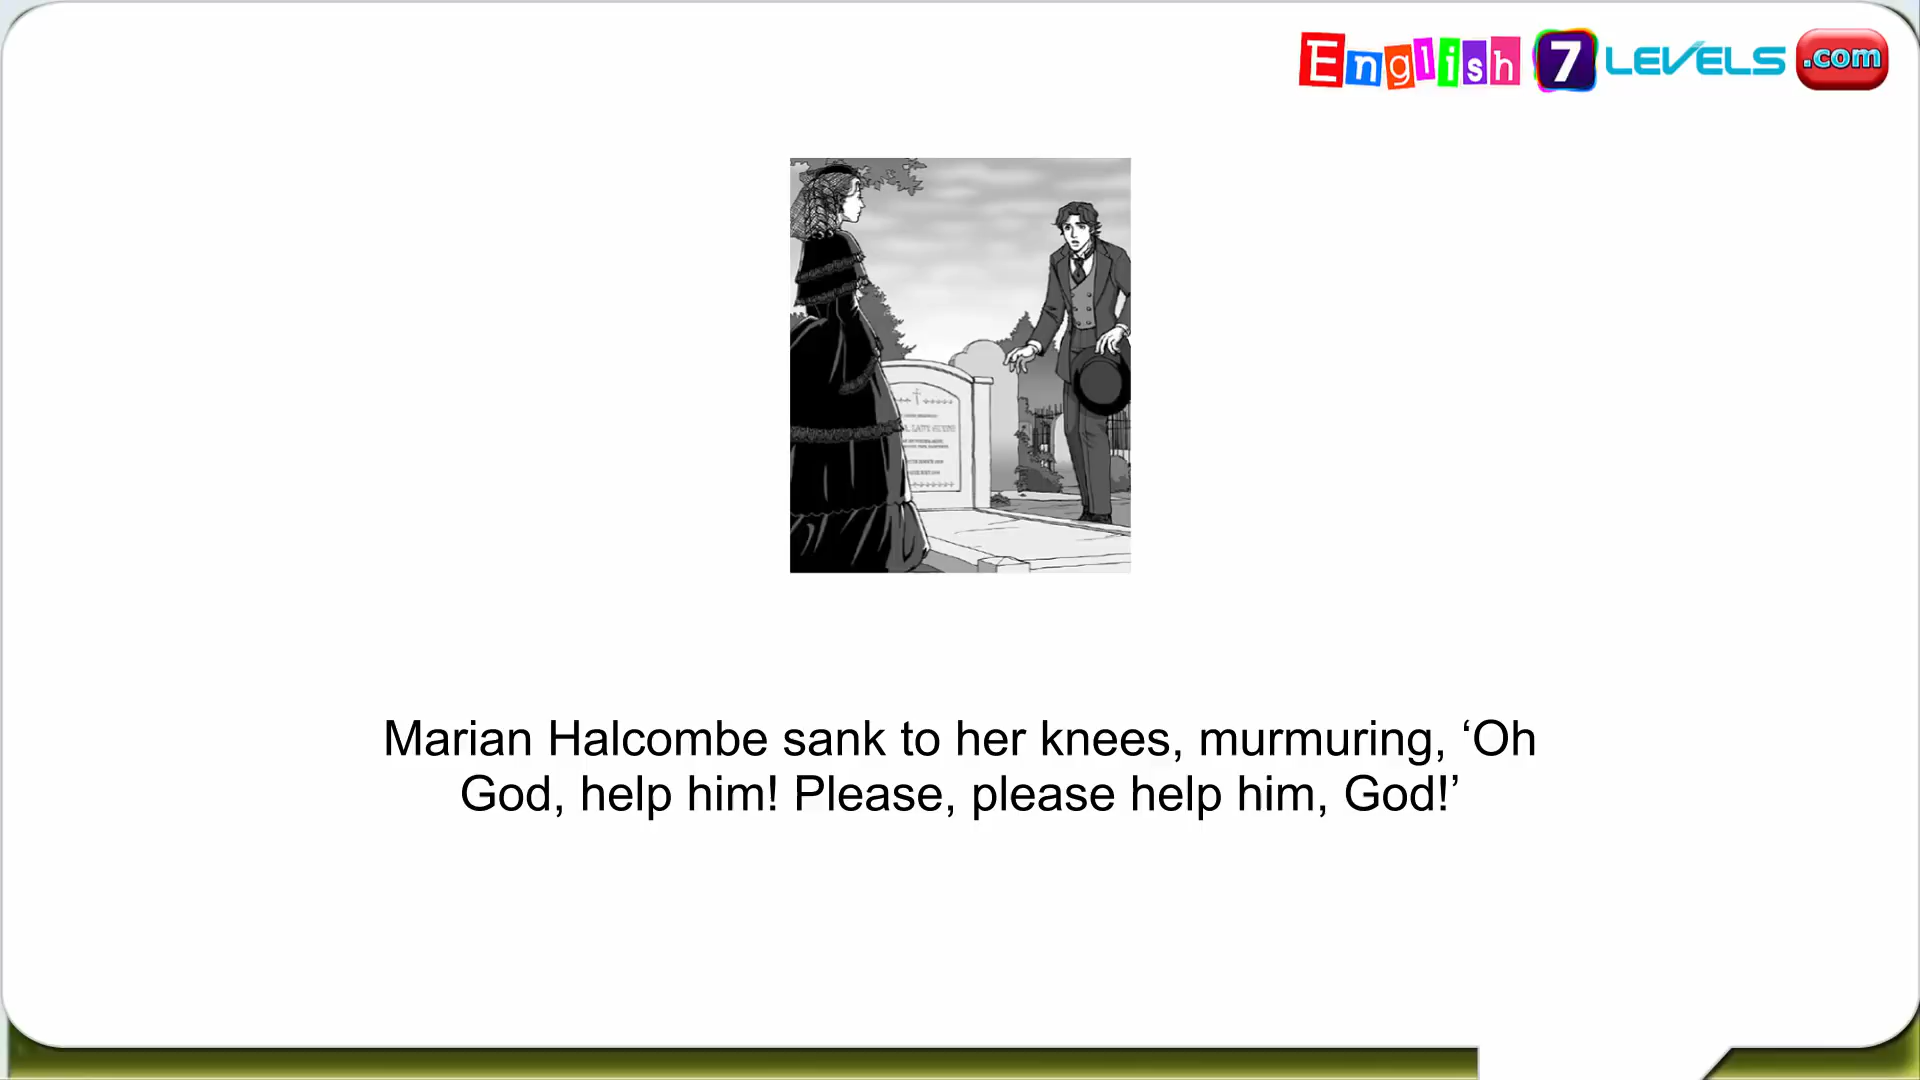 English 7 LEVELS .com
Marian Halcombe sank to her knees, murmuring, ‘Oh
God, help him! Please, please help him, God!’